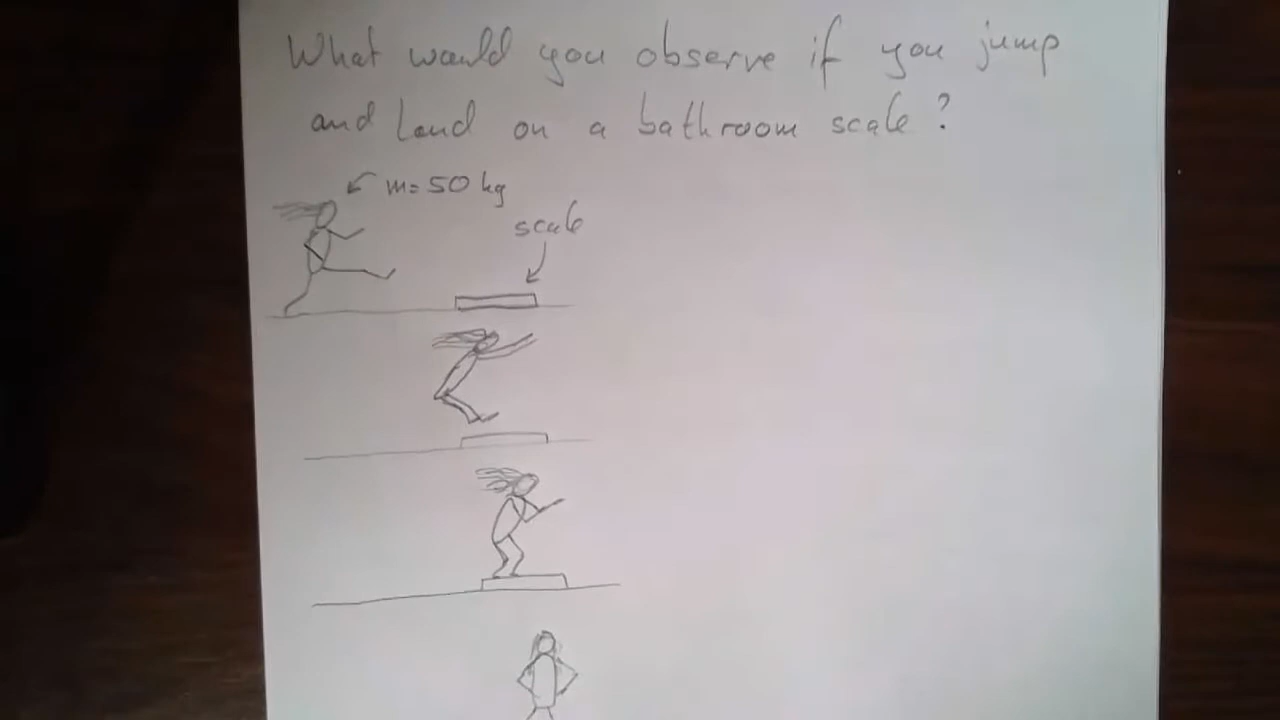 What would you observe if you jump
and land on a bathroom scale?
m=50 kg
scale